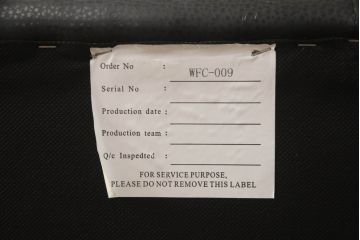 Order No : WFC-009
Serial No :
Production date :
Production team :
Q/c Inspedted :
FOR SERVICE PURPOSE,
PLEASE DO NOT REMOVE THIS LABEL